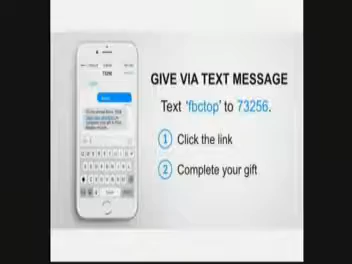 GIVE VIA TEXT MESSAGE
Text 'fbctop' to 73256.
1 Click the link
2 Complete your gift